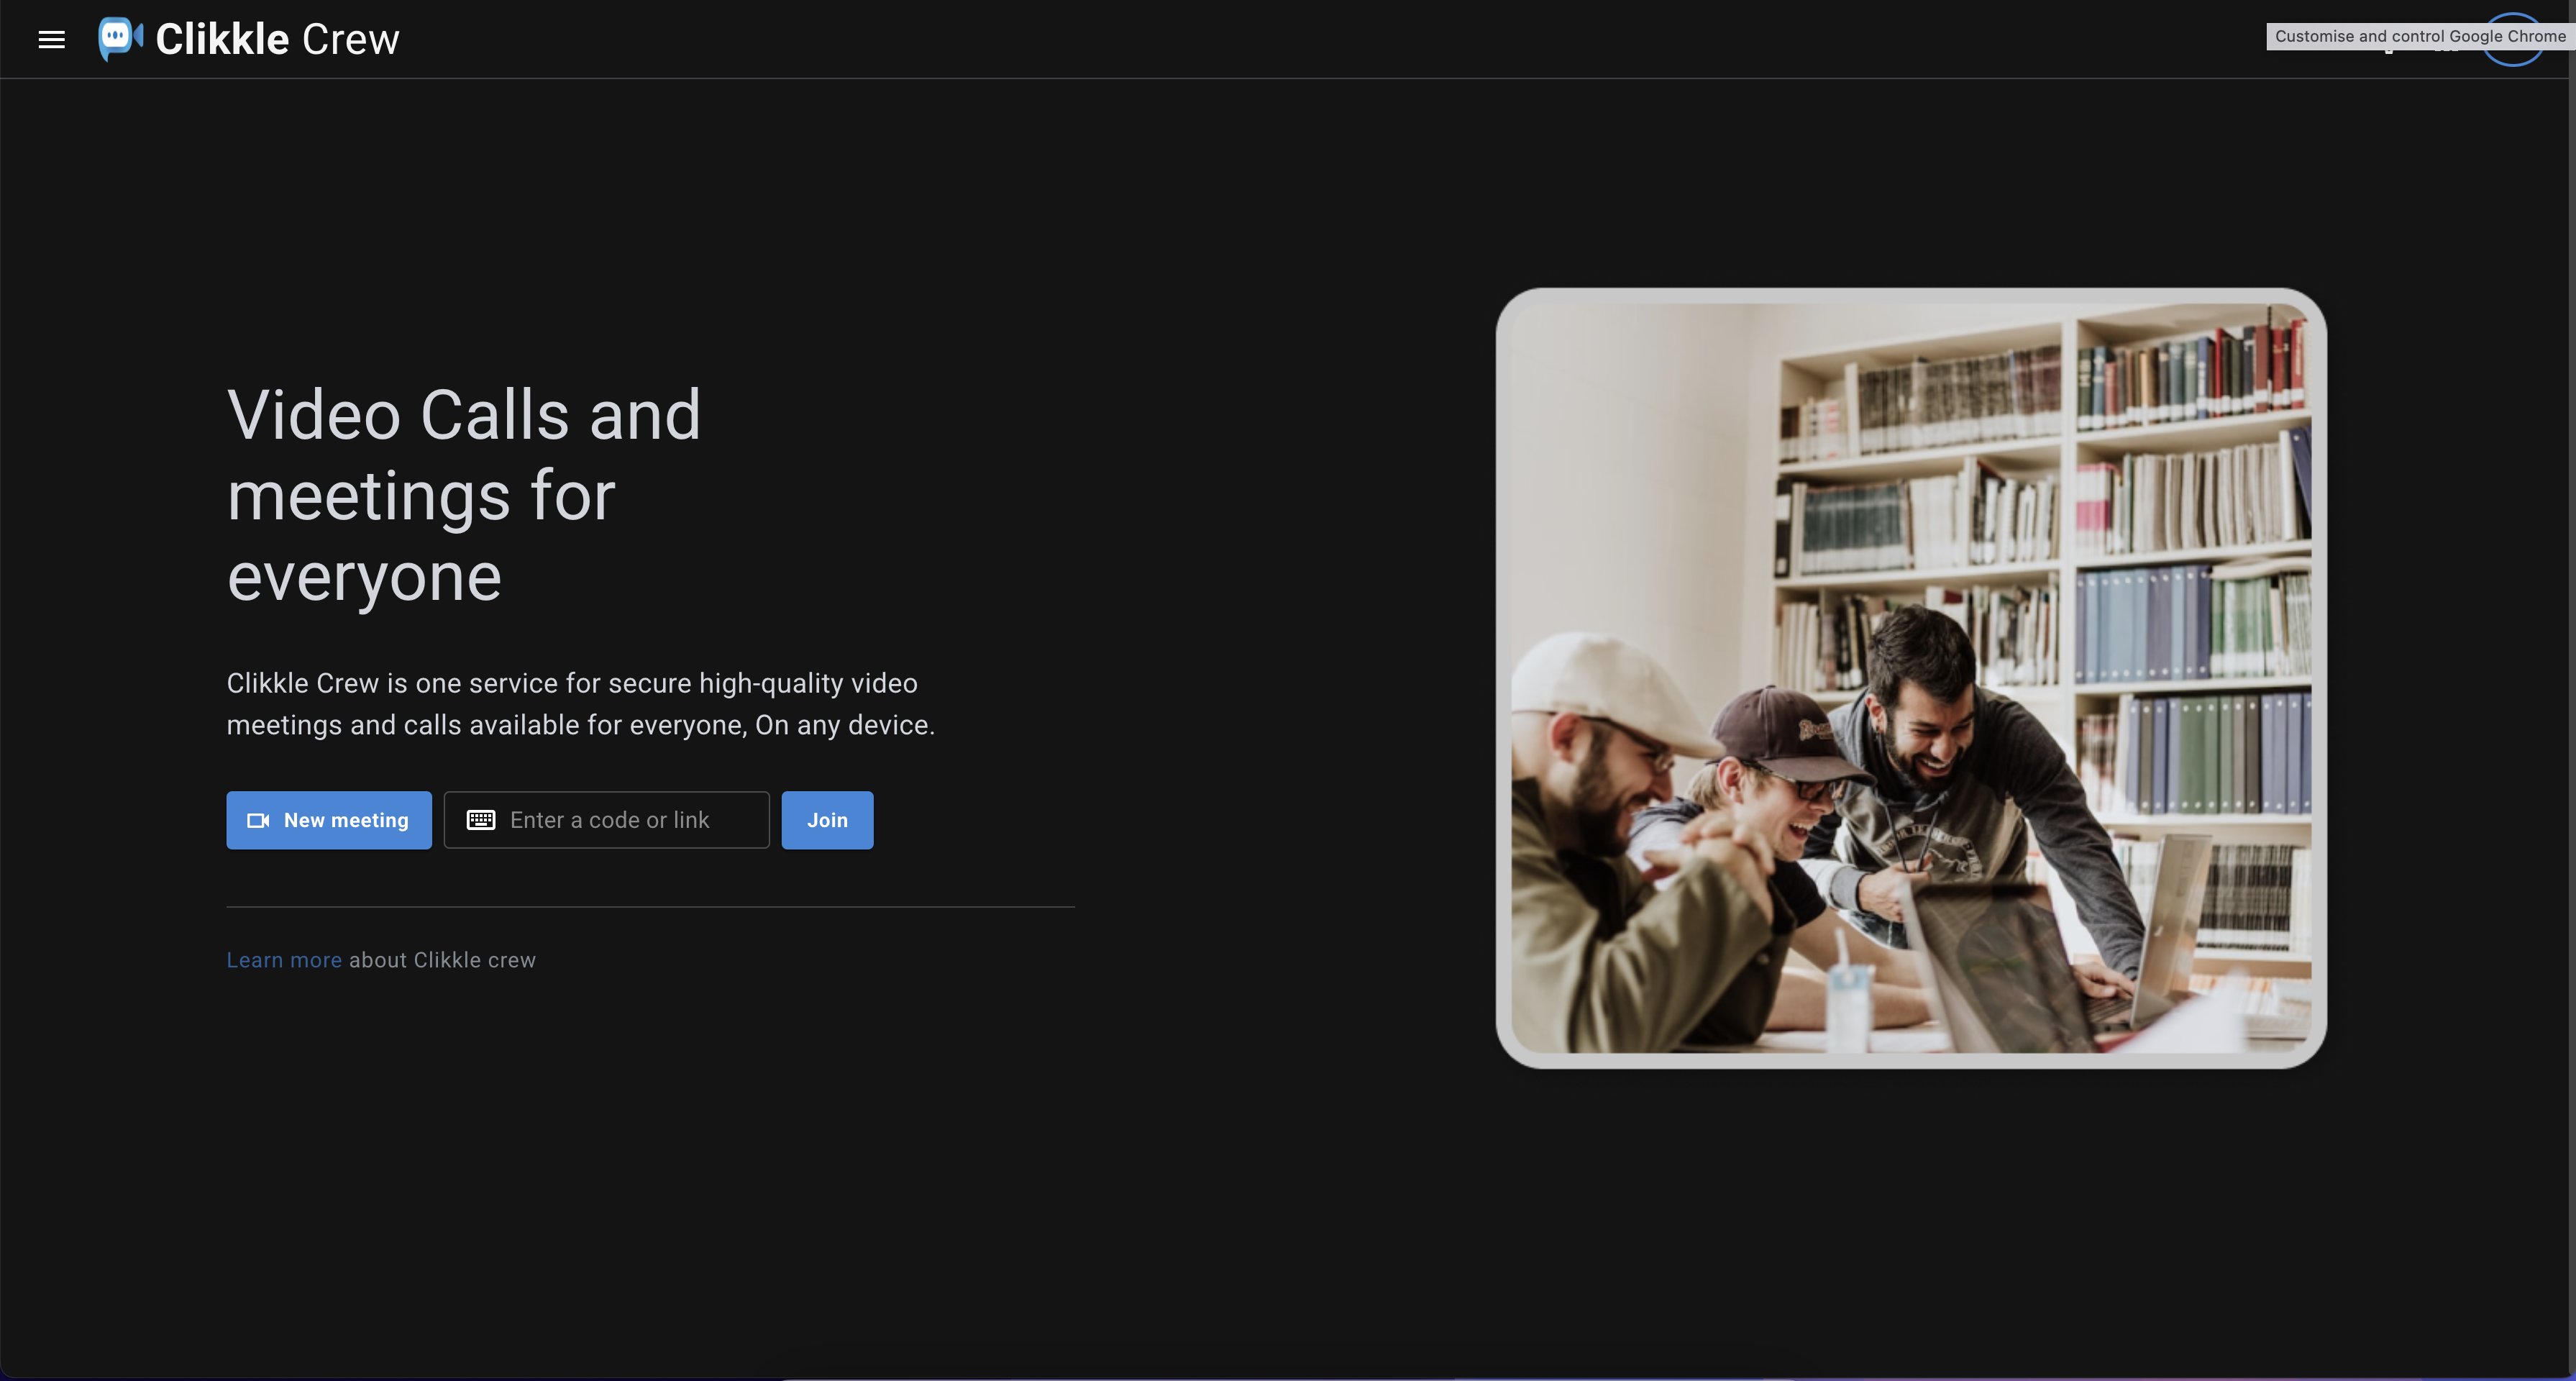 Clikkle Crew
Customise and control Google Chrome
Video Calls and
meetings for
everyone
Clikkle Crew is one service for secure high-quality video
meetings and calls available for everyone, On any device.
New meeting
Enter a code or link
Join
Learn more about Clikkle crew